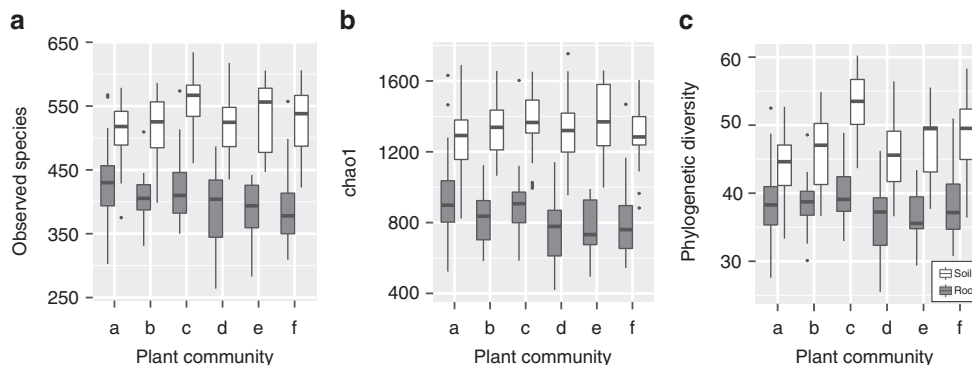 a
650
550
450
350
250
Observed species
a b c d e f
Plant community
b
1600
1200
800
400
chao1
a b c d e f
Plant community
c
60
50
40
30
Phylogenetic diversity
a b c d e f
Plant community
Soil
Roo